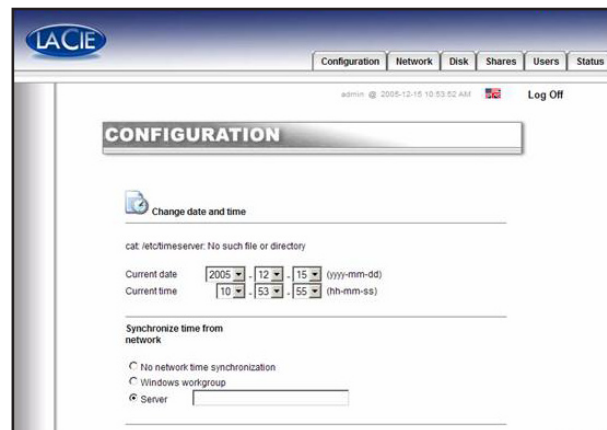 LACIE
Configuration Network Disk Shares Users Status
admin @ 2005-12-15 10:53:52 AM Log Off
CONFIGURATION
Change date and time
cat: /etc/timeserver: No such file or directory
Current date 2005 - 12 - 15 (yyyy-mm-dd)
Current time 10 - 53 - 55 (hh-mm-ss)
Synchronize time from
network
No network time synchronization
Windows workgroup
Server